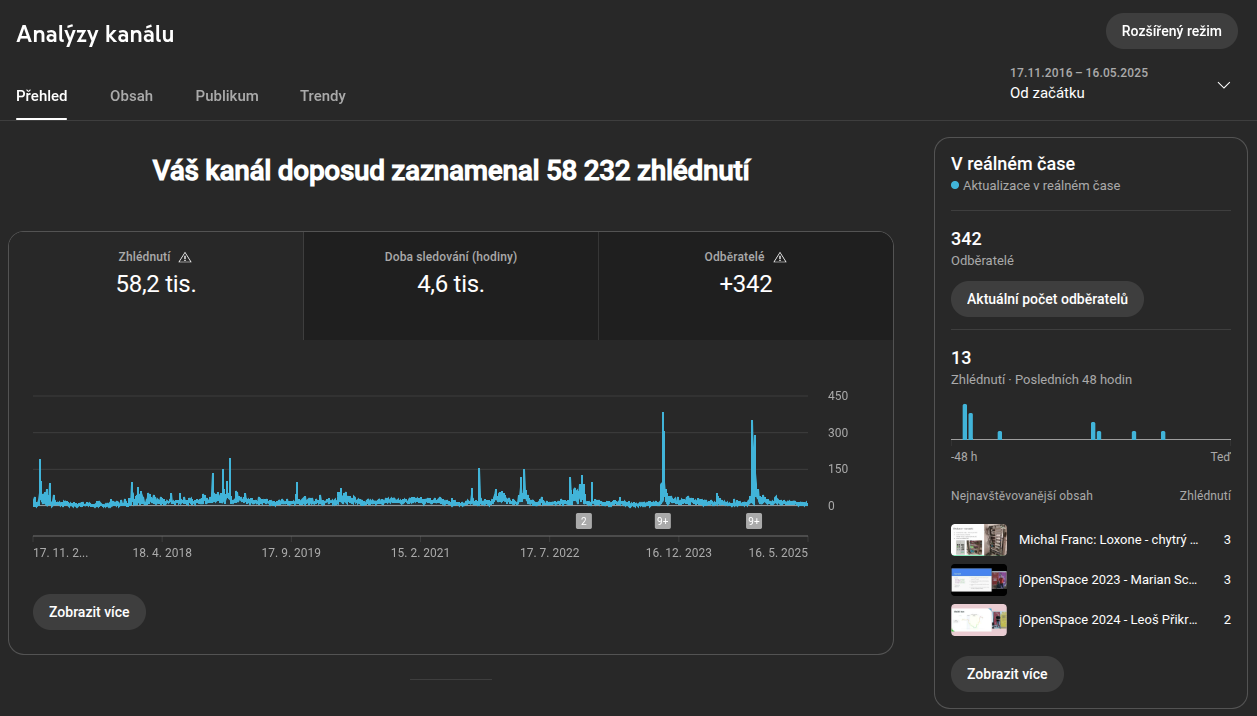 Analýzy kanálu
Rozšířený režim
Přehled
Obsah
Publikum
Trendy
17.11.2016 – 16.05.2025
Od začátku
Váš kanál doposud zaznamenal 58 232 zhlédnutí
Zhlédnutí
58,2 tis.
Doba sledování (hodiny)
4,6 tis.
Odběratelé
+342
450
300
150
0
2
9+
9+
17. 11. 2...
18. 4. 2018
17. 9. 2019
15. 2. 2021
17. 7. 2022
16. 12. 2023
16. 5. 2025
Zobrazit více
V reálném čase
Aktualizace v reálném čase
342
Odběratelé
Aktuální počet odběratelů
13
Zhlédnutí · Posledních 48 hodin
-48 h
Teď
Nejnavštěvovanější obsah
Zhlédnutí
Michal Franc: Loxone - chytrý ...
3
jOpenSpace 2023 - Marian Sc...
3
jOpenSpace 2024 - Leoš Přikr...
2
Zobrazit více